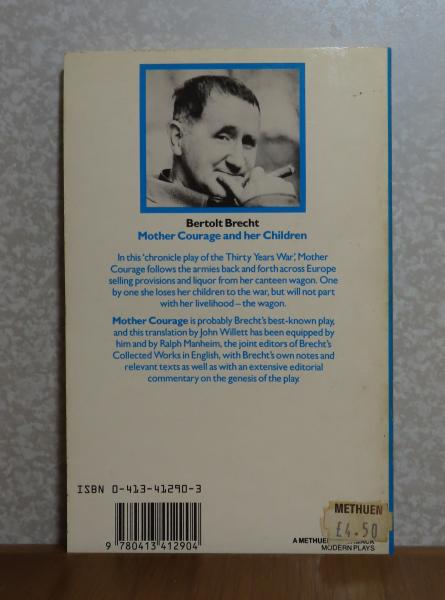 Bertolt Brecht
Mother Courage and her Children
In this 'chronicle play of the Thirty Years War', Mother
Courage follows the armies back and forth across Europe
selling provisions and liquor from her canteen wagon. One
by one she loses her children to the war, but will not part
with her livelihood – the wagon.
Mother Courage is probably Brecht's best-known play,
and this translation by John Willett has been equipped by
him and by Ralph Manheim, the joint editors of Brecht's
Collected Works in English, with Brecht's own notes and
relevant texts as well as with an extensive editorial
commentary on the genesis of the play.
ISBN 0-413-41290-3
9 780413 412904
METHUEN
£4.50
A METHUEN
MODERN PLAYS